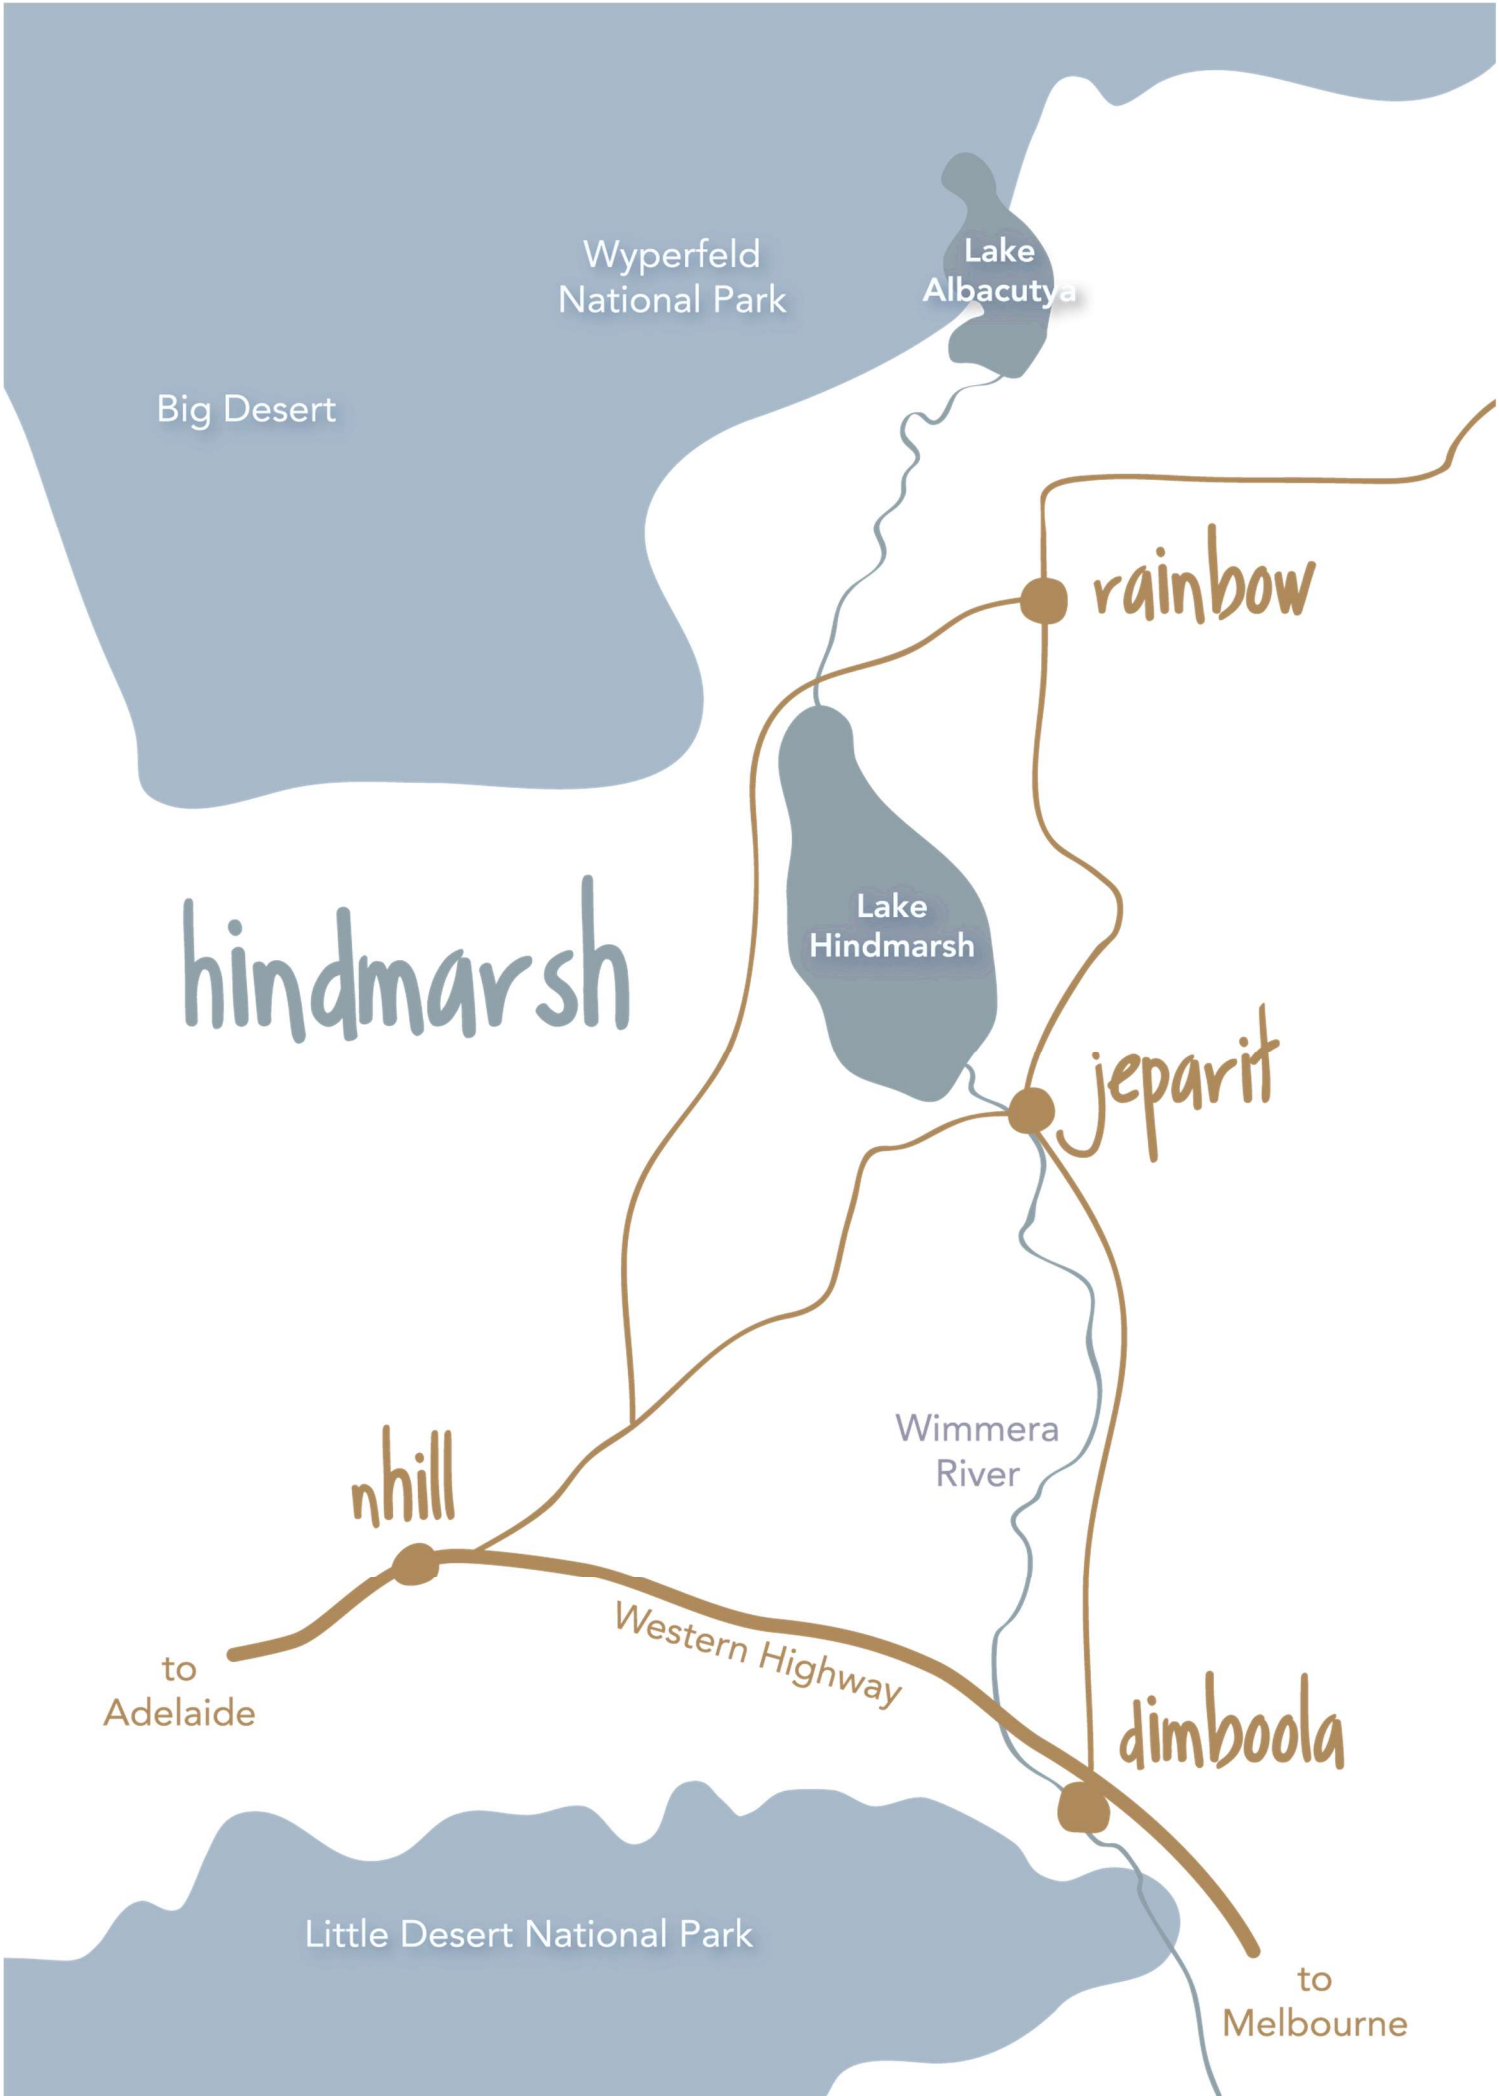 Wyperfeld
National Park
Lake
Albacutya
Big Desert
rainbow
hindmarsh
Lake
Hindmarsh
jeparit
Wimmera
River
nhill
Western Highway
to
Adelaide
dimboola
Little Desert National Park
to
Melbourne